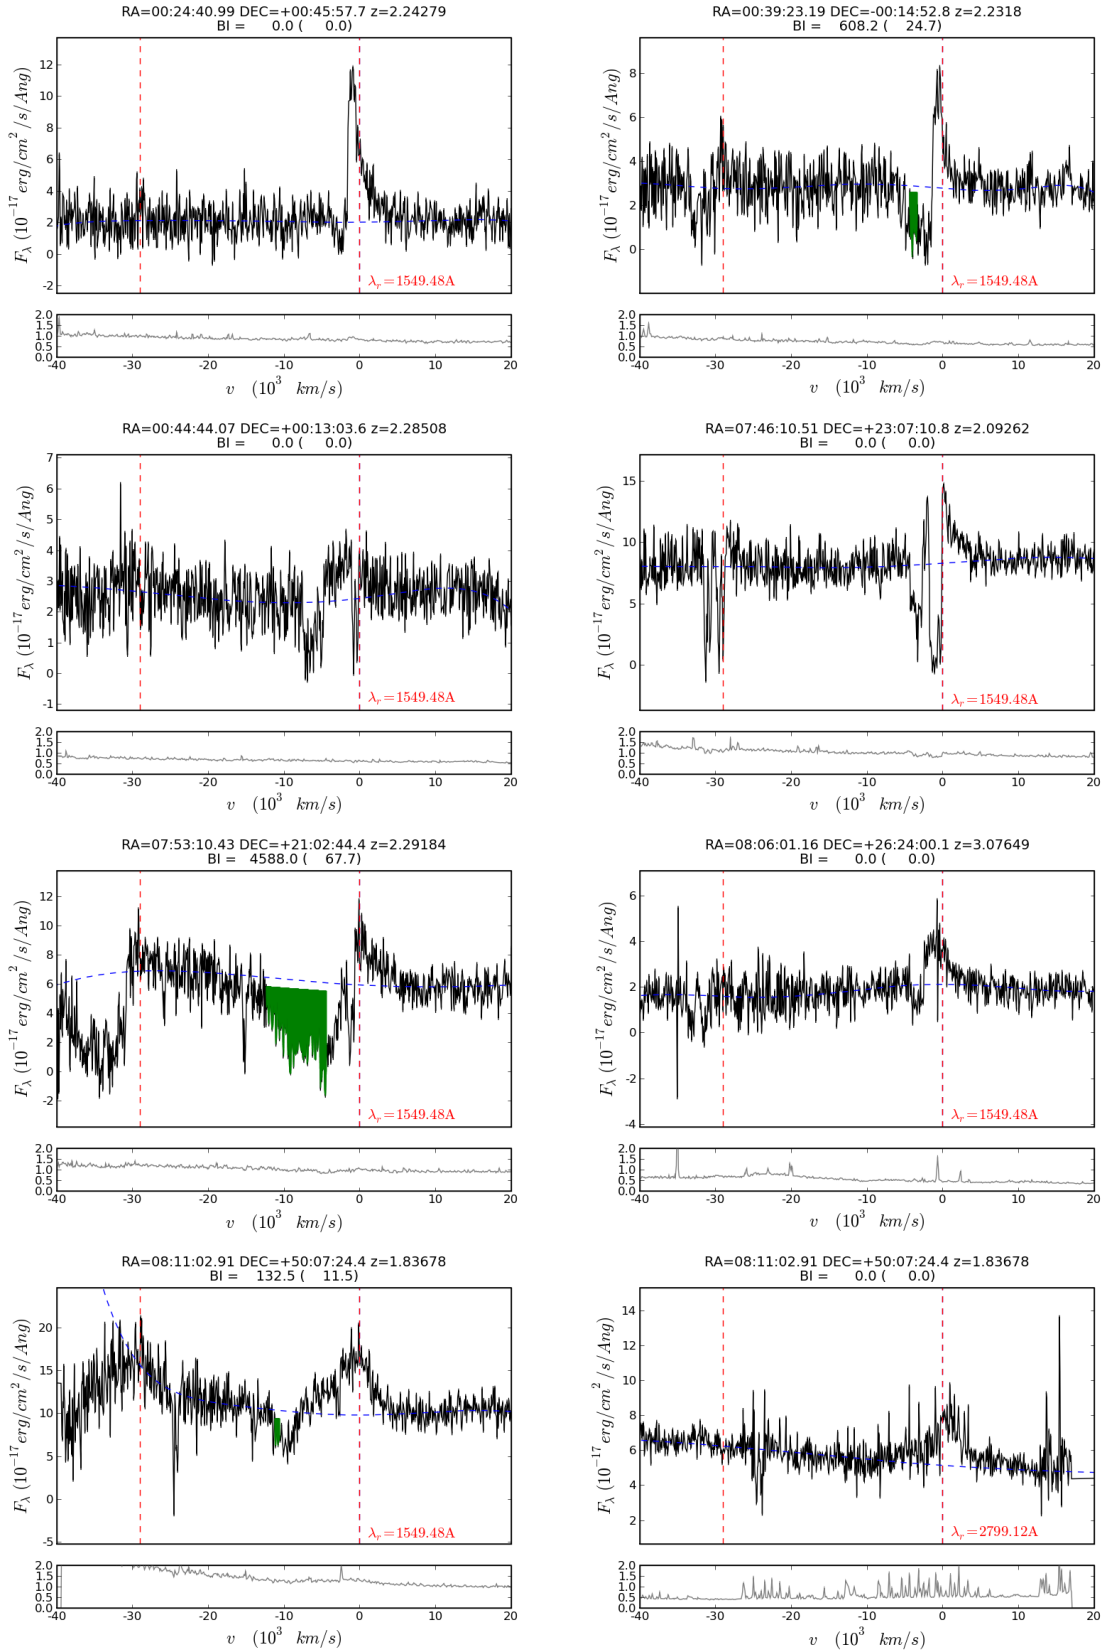 RA=00:24:40.99 DEC=+00:45:57.7 z=2.24279
BI = 0.0 ( 0.0)
12
10
8
6
4
2
0
-2
F_λ (10^-17 erg/cm^2/s/Ang)
λ_r=1549.48A
2.0
1.5
1.0
0.5
0.0
-40 -30 -20 -10 0 10 20
v (10^3 km/s)
RA=00:39:23.19 DEC=-00:14:52.8 z=2.2318
BI = 608.2 ( 24.7)
8
6
4
2
0
F_λ (10^-17 erg/cm^2/s/Ang)
λ_r=1549.48A
2.0
1.5
1.0
0.5
0.0
-40 -30 -20 -10 0 10 20
v (10^3 km/s)
RA=00:44:44.07 DEC=+00:13:03.6 z=2.28508
BI = 0.0 ( 0.0)
7
6
5
4
3
2
1
0
-1
F_λ (10^-17 erg/cm^2/s/Ang)
λ_r=1549.48A
2.0
1.5
1.0
0.5
0.0
-40 -30 -20 -10 0 10 20
v (10^3 km/s)
RA=07:46:10.51 DEC=+23:07:10.8 z=2.09262
BI = 0.0 ( 0.0)
15
10
5
0
F_λ (10^-17 erg/cm^2/s/Ang)
λ_r=1549.48A
2.0
1.5
1.0
0.5
0.0
-40 -30 -20 -10 0 10 20
v (10^3 km/s)
RA=07:53:10.43 DEC=+21:02:44.4 z=2.29184
BI = 4588.0 ( 67.7)
12
10
8
6
4
2
0
-2
F_λ (10^-17 erg/cm^2/s/Ang)
λ_r=1549.48A
2.0
1.5
1.0
0.5
0.0
-40 -30 -20 -10 0 10 20
v (10^3 km/s)
RA=08:06:01.16 DEC=+26:24:00.1 z=3.07649
BI = 0.0 ( 0.0)
6
4
2
0
-2
-4
F_λ (10^-17 erg/cm^2/s/Ang)
λ_r=1549.48A
2.0
1.5
1.0
0.5
0.0
-40 -30 -20 -10 0 10 20
v (10^3 km/s)
RA=08:11:02.91 DEC=+50:07:24.4 z=1.83678
BI = 132.5 ( 11.5)
20
15
10
5
0
-5
F_λ (10^-17 erg/cm^2/s/Ang)
λ_r=1549.48A
2.0
1.5
1.0
0.5
0.0
-40 -30 -20 -10 0 10 20
v (10^3 km/s)
RA=08:11:02.91 DEC=+50:07:24.4 z=1.83678
BI = 0.0 ( 0.0)
14
12
10
8
6
4
2
F_λ (10^-17 erg/cm^2/s/Ang)
λ_r=2799.12A
2.0
1.5
1.0
0.5
0.0
-40 -30 -20 -10 0 10 20
v (10^3 km/s)